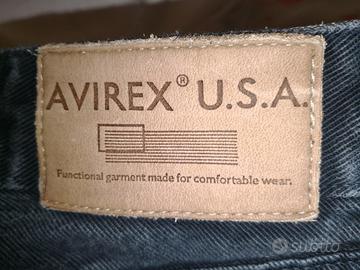 AVIREX® U.S.A.
Functional garment made for comfortable wear.
subito